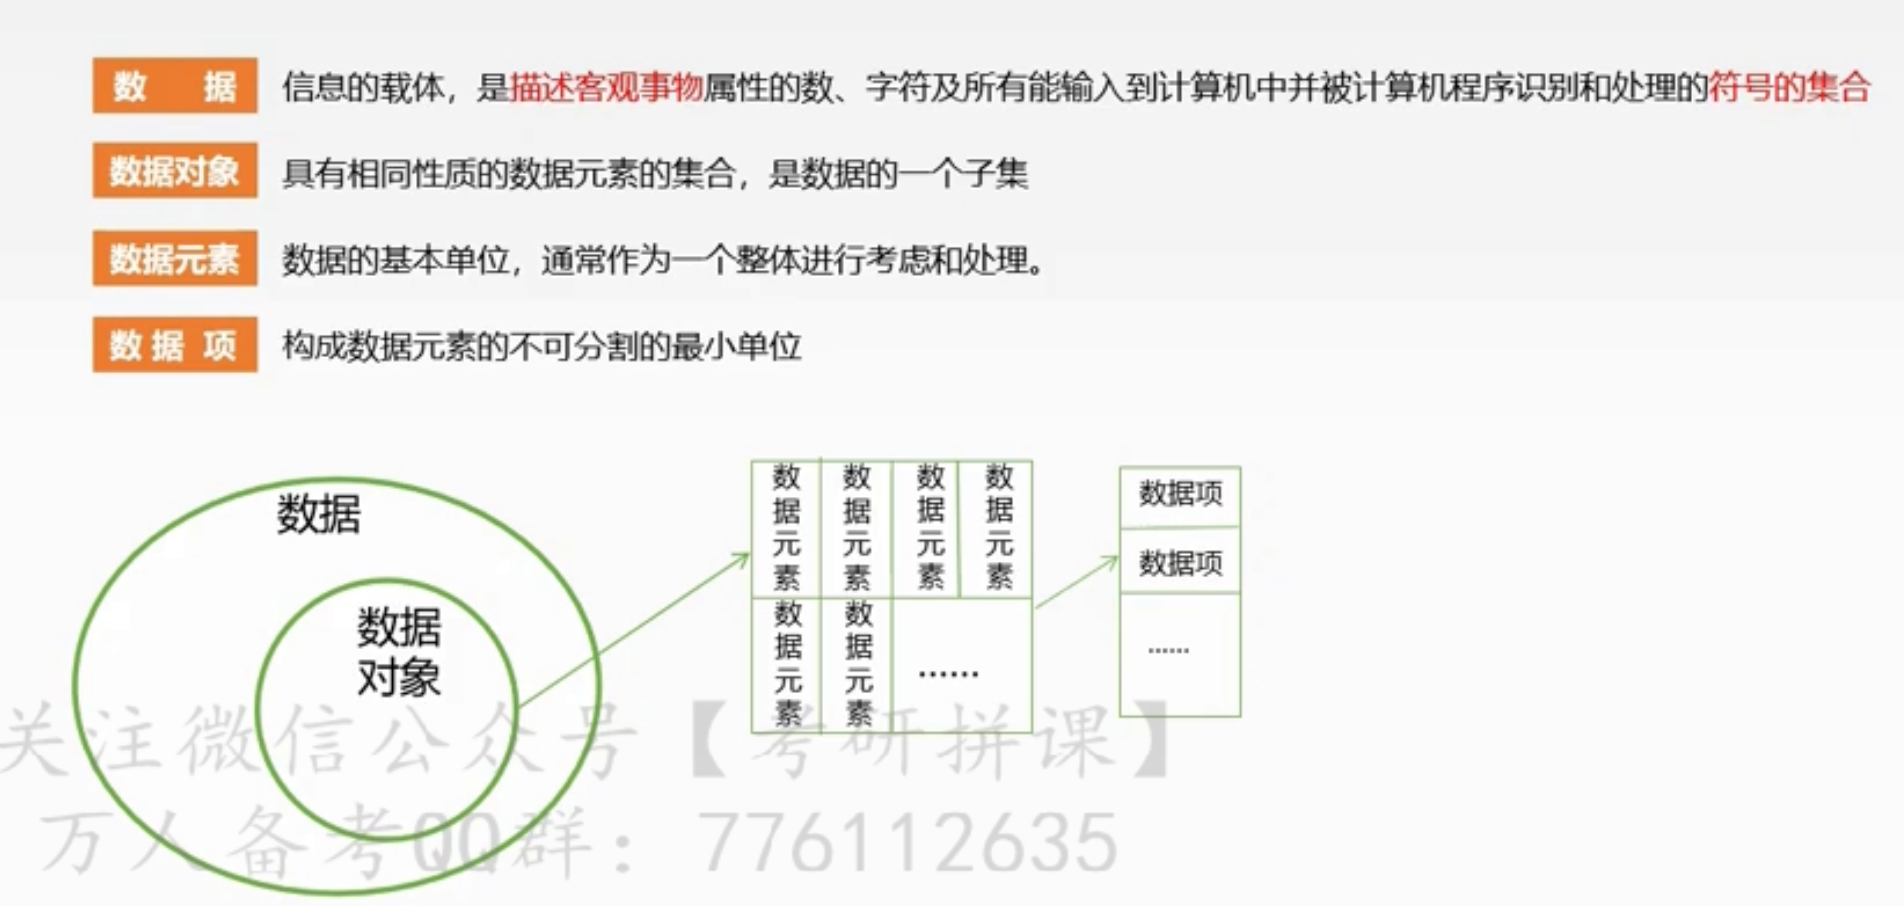 数 据 信息的载体，是描述客观事物属性的数、字符及所有能输入到计算机中并被计算机程序识别和处理的符号的集合
数据对象 具有相同性质的数据元素的集合，是数据的一个子集
数据元素 数据的基本单位，通常作为一个整体进行考虑和处理。
数 据 项 构成数据元素的不可分割的最小单位
数据
数据
对象
数据元素
数据元素
数据元素
数据元素
数据元素
数据元素
......
数据项
数据项
......
关注微信公众号【考研拼课】
万人备考QQ群：776112635